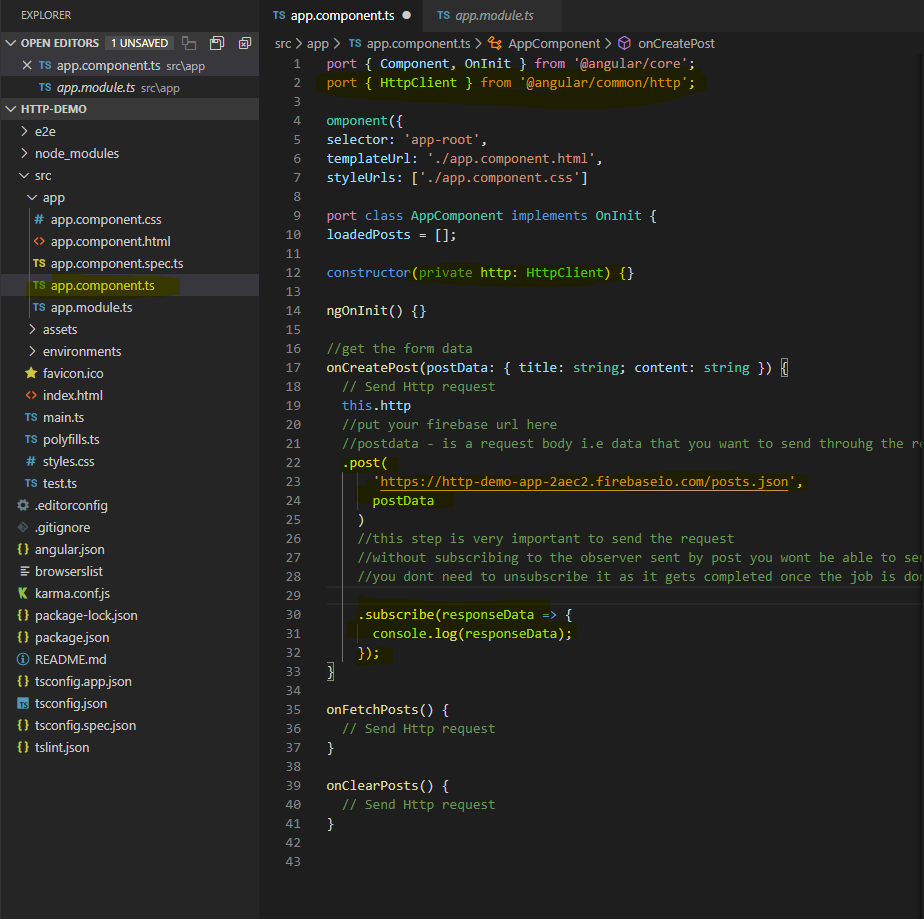 EXPLORER
OPEN EDITORS 1 UNSAVED
TS app.component.ts src\app
TS app.module.ts src\app
HTTP-DEMO
e2e
node_modules
src
app
# app.component.css
<> app.component.html
TS app.component.spec.ts
TS app.component.ts
TS app.module.ts
assets
environments
favicon.ico
<> index.html
TS main.ts
TS polyfills.ts
# styles.css
TS test.ts
.editorconfig
.gitignore
{} angular.json
browserslist
karma.conf.js
{} package-lock.json
{} package.json
README.md
{} tsconfig.app.json
TS tsconfig.json
{} tsconfig.spec.json
{} tslint.json
TS app.component.ts ●
TS app.module.ts
src > app > TS app.component.ts > AppComponent > onCreatePost
1 port { Component, OnInit } from '@angular/core';
2 port { HttpClient } from '@angular/common/http';
3
4 omponent({
5 selector: 'app-root',
6 templateUrl: './app.component.html',
7 styleUrls: ['./app.component.css']
8
9 port class AppComponent implements OnInit {
10 loadedPosts = [];
11
12 constructor(private http: HttpClient) {}
13
14 ngOnInit() {}
15
16 //get the form data
17 onCreatePost(postData: { title: string; content: string }) {
18 // Send Http request
19 this.http
20 //put your firebase url here
21 //postdata - is a request body i.e data that you want to send throuhg the re
22 .post(
23 'https://http-demo-app-2aec2.firebaseio.com/posts.json',
24 postData
25 )
26 //this step is very important to send the request
27 //without subscribing to the observer sent by post you wont be able to sen
28 //you dont need to unsubscribe it as it gets completed once the job is don
29
30 .subscribe(responseData => {
31 console.log(responseData);
32 });
33 }
34
35 onFetchPosts() {
36 // Send Http request
37 }
38
39 onClearPosts() {
40 // Send Http request
41 }
42
43